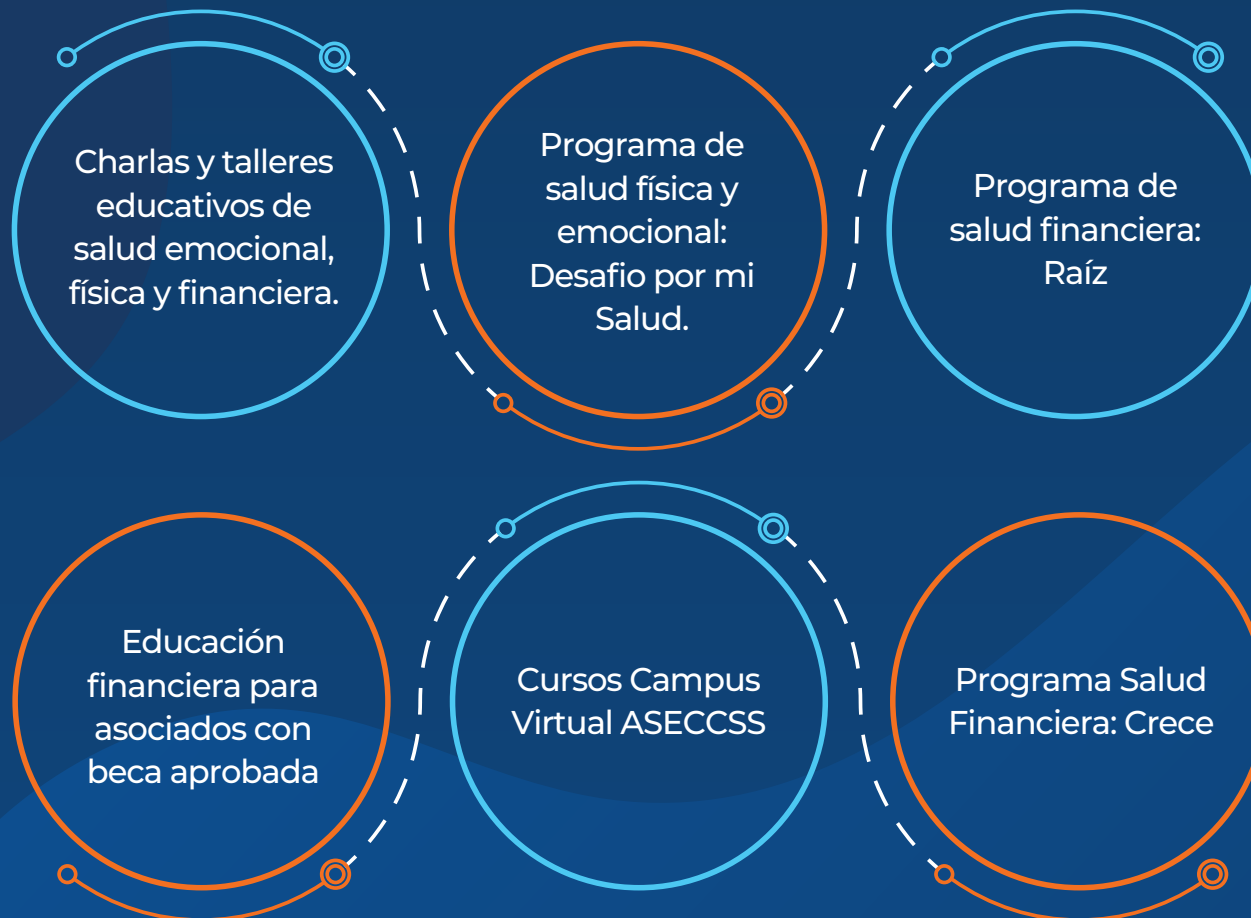 Charlas y talleres
educativos de
salud emocional,
física y financiera.
Programa de
salud física y
emocional:
Desafio por mi
Salud.
Programa de
salud financiera:
Raíz
Educación
financiera para
asociados con
beca aprobada
Cursos Campus
Virtual ASECCSS
Programa Salud
Financiera: Crece